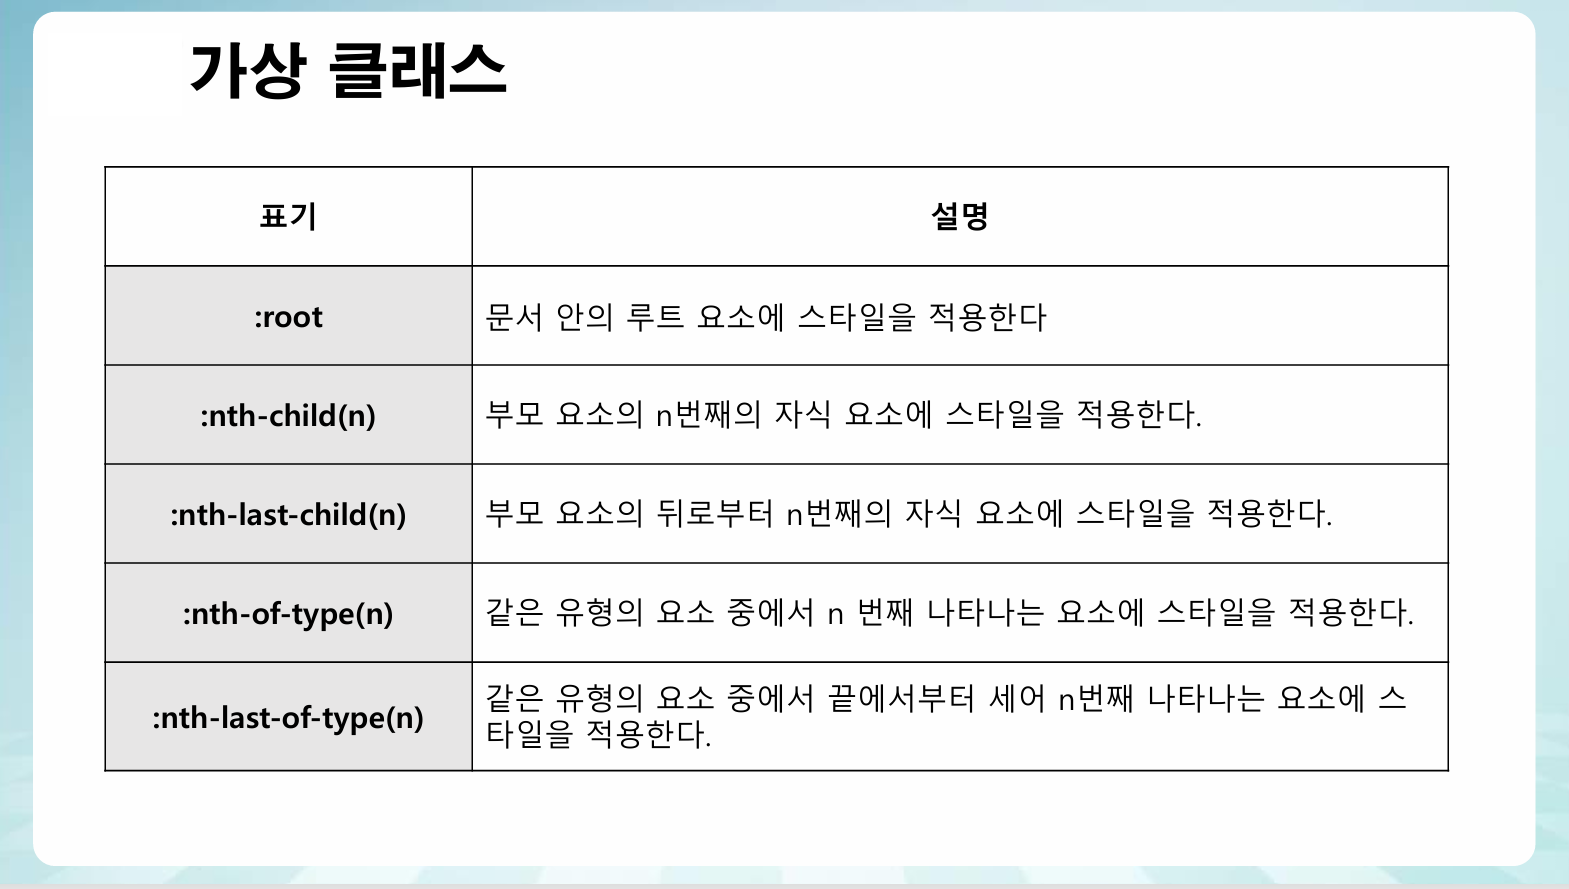 가상 클래스
표기
설명
:root
문서 안의 루트 요소에 스타일을 적용한다
:nth-child(n)
부모 요소의 n번째의 자식 요소에 스타일을 적용한다.
:nth-last-child(n)
부모 요소의 뒤로부터 n번째의 자식 요소에 스타일을 적용한다.
:nth-of-type(n)
같은 유형의 요소 중에서 n 번째 나타나는 요소에 스타일을 적용한다.
:nth-last-of-type(n)
같은 유형의 요소 중에서 끝에서부터 세어 n번째 나타나는 요소에 스
타일을 적용한다.